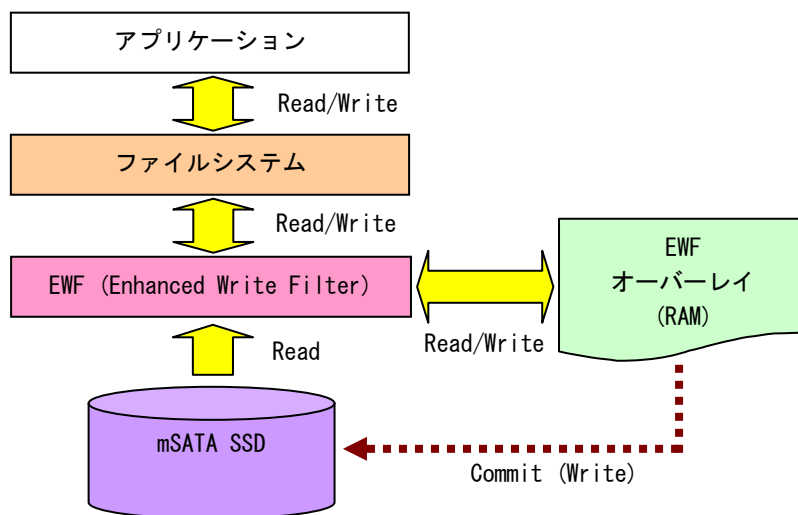 アプリケーション
Read/Write
ファイルシステム
Read/Write
EWF (Enhanced Write Filter)
EWF
オーバーレイ
(RAM)
Read/Write
Read
mSATA SSD
Commit (Write)